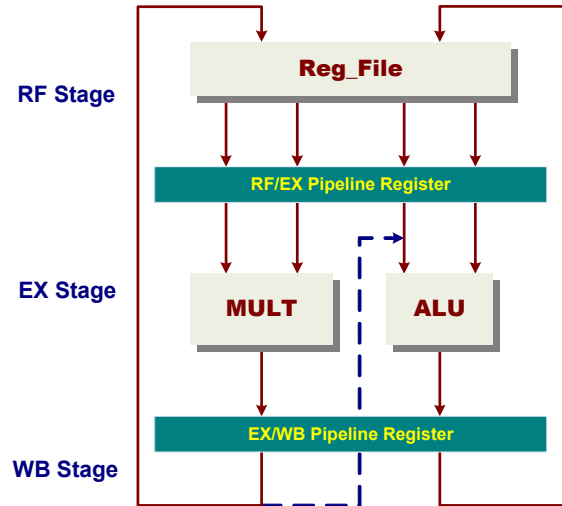 Reg_File
RF Stage
RF/EX Pipeline Register
EX Stage
MULT
ALU
EX/WB Pipeline Register
WB Stage